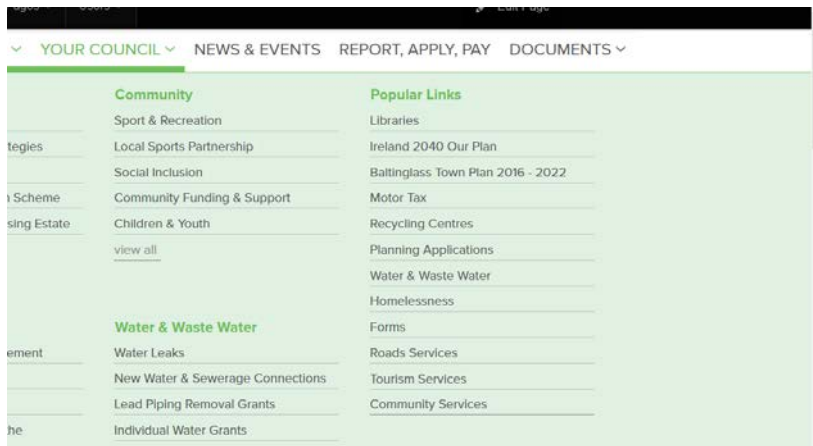 Edit Page
YOUR COUNCIL NEWS & EVENTS REPORT, APPLY, PAY DOCUMENTS
tegies
Scheme
sing Estate
ement
he
Community
Sport & Recreation
Local Sports Partnership
Social Inclusion
Community Funding & Support
Children & Youth
view all
Water & Waste Water
Water Leaks
New Water & Sewerage Connections
Lead Piping Removal Grants
Individual Water Grants
Popular Links
Libraries
Ireland 2040 Our Plan
Baltinglass Town Plan 2016 - 2022
Motor Tax
Recycling Centres
Planning Applications
Water & Waste Water
Homelessness
Forms
Roads Services
Tourism Services
Community Services